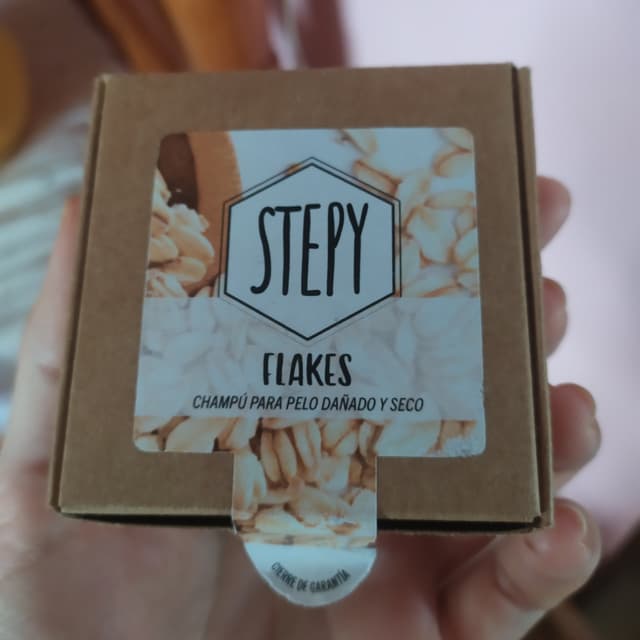 STEPY
FLAKES
CHAMPÚ PARA PELO DAÑADO Y SECO
CIERRE DE GARANTÍA